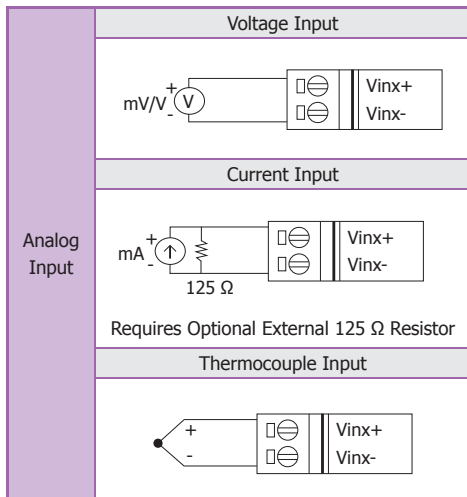 Voltage Input
mV/V
+
-
V
Vinx+
Vinx-
Current Input
Analog
Input
mA
+
-
125 Ω
Vinx+
Vinx-
Requires Optional External 125 Ω Resistor
Thermocouple Input
+
-
Vinx+
Vinx-